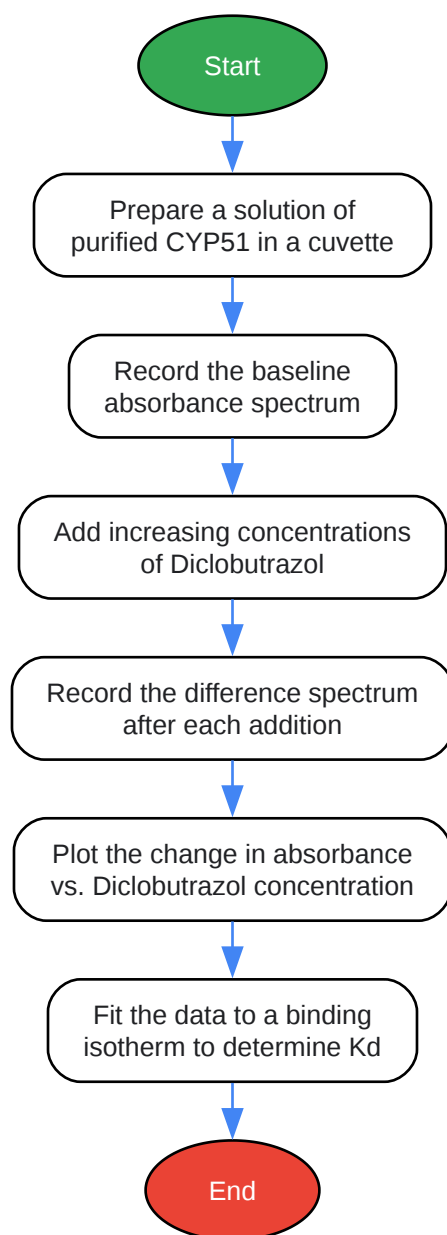 Start
Prepare a solution of
purified CYP51 in a cuvette
Record the baseline
absorbance spectrum
Add increasing concentrations
of Diclobutrazol
Record the difference spectrum
after each addition
Plot the change in absorbance
vs. Diclobutrazol concentration
Fit the data to a binding
isotherm to determine Kd
End